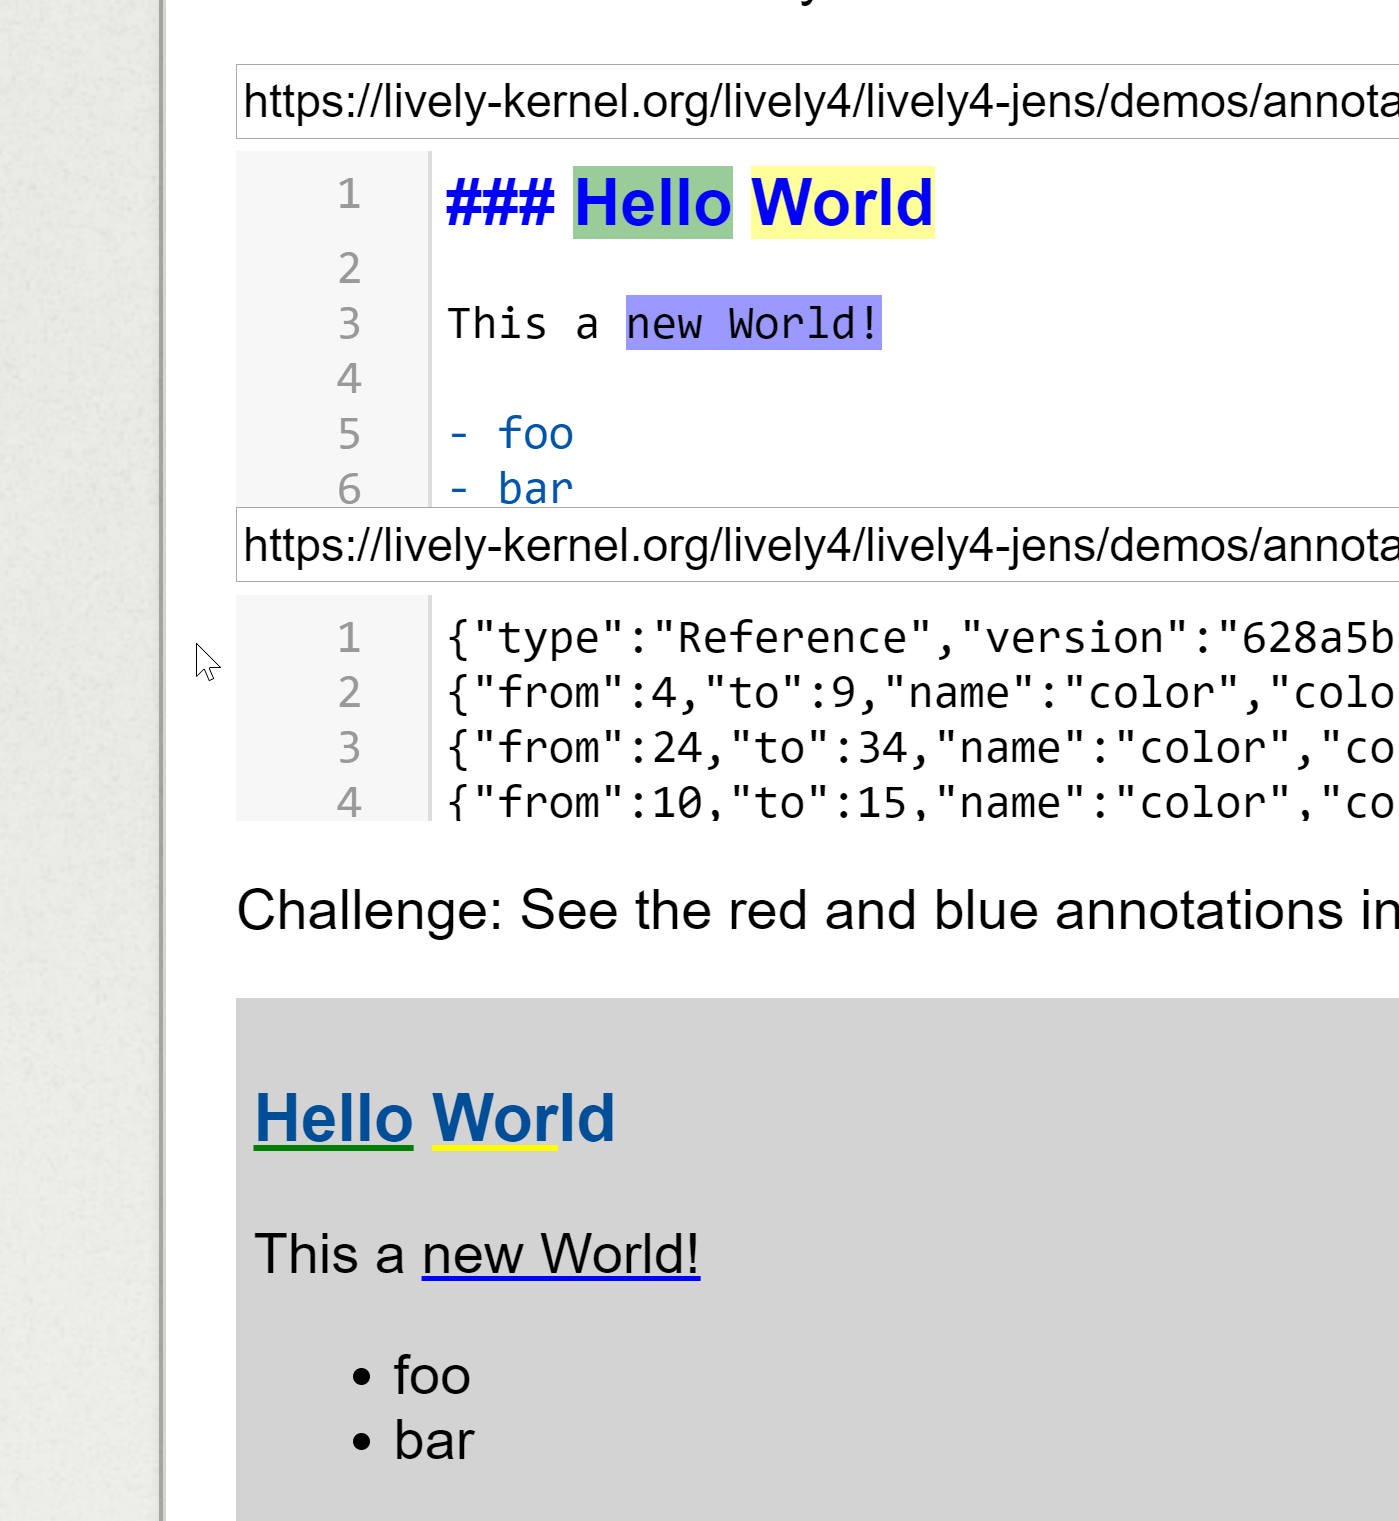 https://lively-kernel.org/lively4/lively4-jens/demos/annota
1 ### Hello World
2
3 This a new World!
4
5 - foo
6 - bar
https://lively-kernel.org/lively4/lively4-jens/demos/annota
1 {"type":"Reference","version":"628a5b
2 {"from":4,"to":9,"name":"color","colo
3 {"from":24,"to":34,"name":"color","co
4 {"from":10,"to":15,"name":"color","co
Challenge: See the red and blue annotations in
Hello World
This a new World!
• foo
• bar